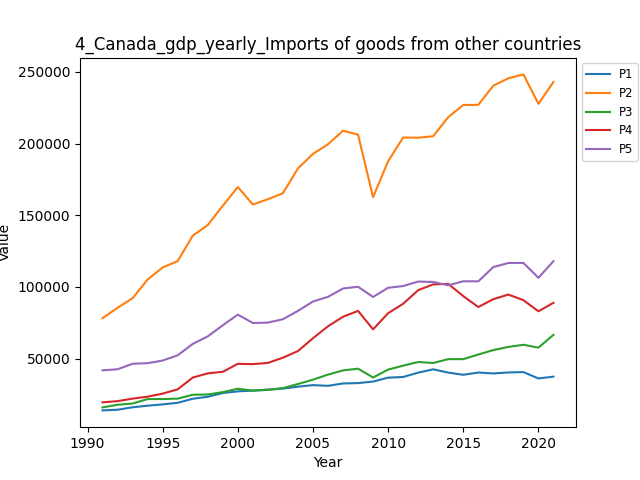 4_Canada_gdp_yearly_Imports of goods from other countries
250000
200000
150000
100000
50000
Value
1990
1995
2000
2005
2010
2015
2020
Year
P1
P2
P3
P4
P5